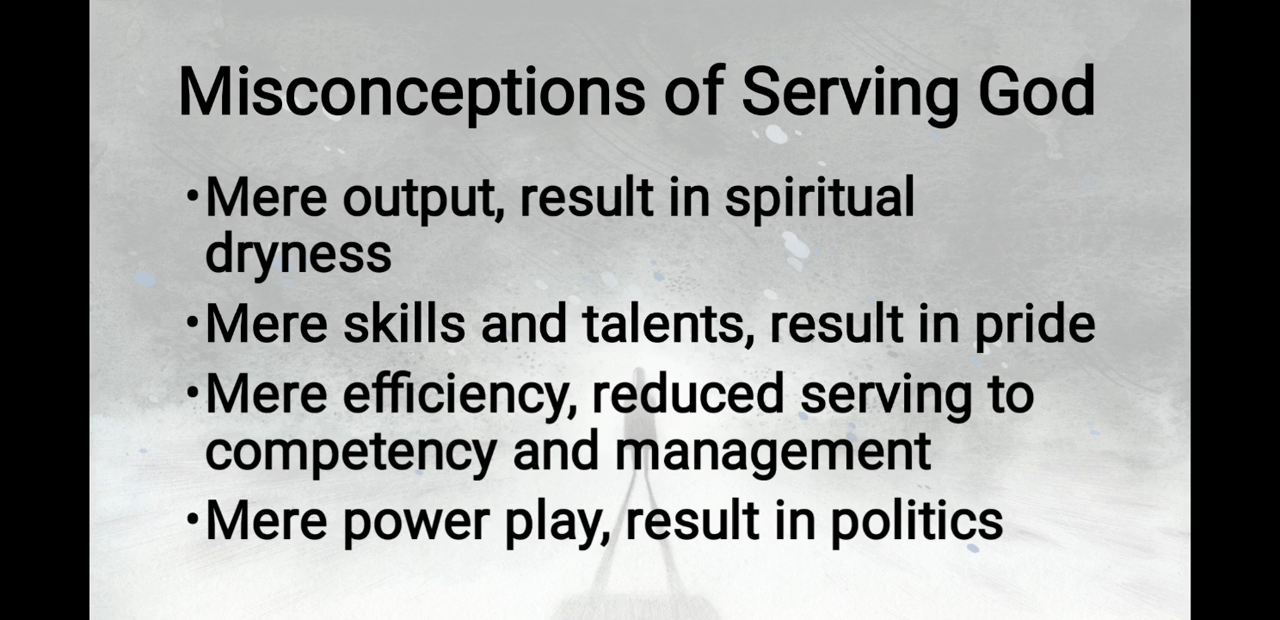 Misconceptions of Serving God
•Mere output, result in spiritual
dryness
•Mere skills and talents, result in pride
•Mere efficiency, reduced serving to
competency and management
•Mere power play, result in politics